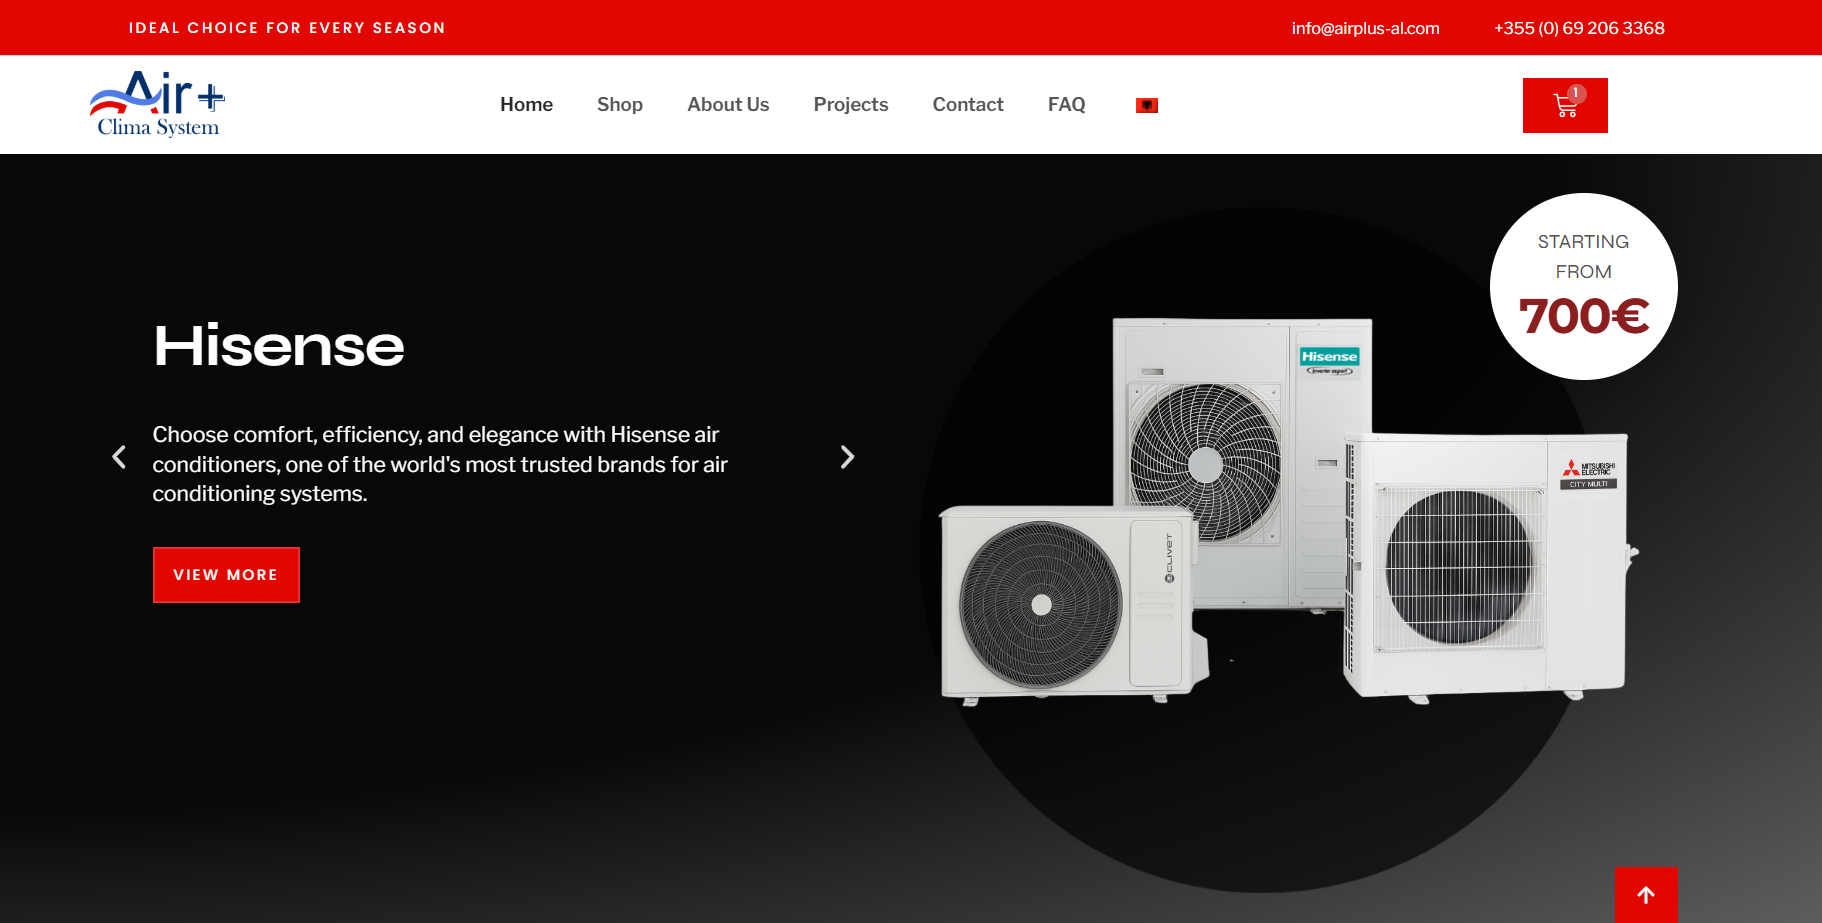 IDEAL CHOICE FOR EVERY SEASON
info@airplus-al.com
+355 (0) 69 206 3368
Air+
Clima System
Home
Shop
About Us
Projects
Contact
FAQ
1
STARTING
FROM
700€
Hisense
Choose comfort, efficiency, and elegance with Hisense air
conditioners, one of the world's most trusted brands for air
conditioning systems.
VIEW MORE
Hisense
inverter expert
MITSUBISHI
ELECTRIC
CITY MULTI
CLIVET